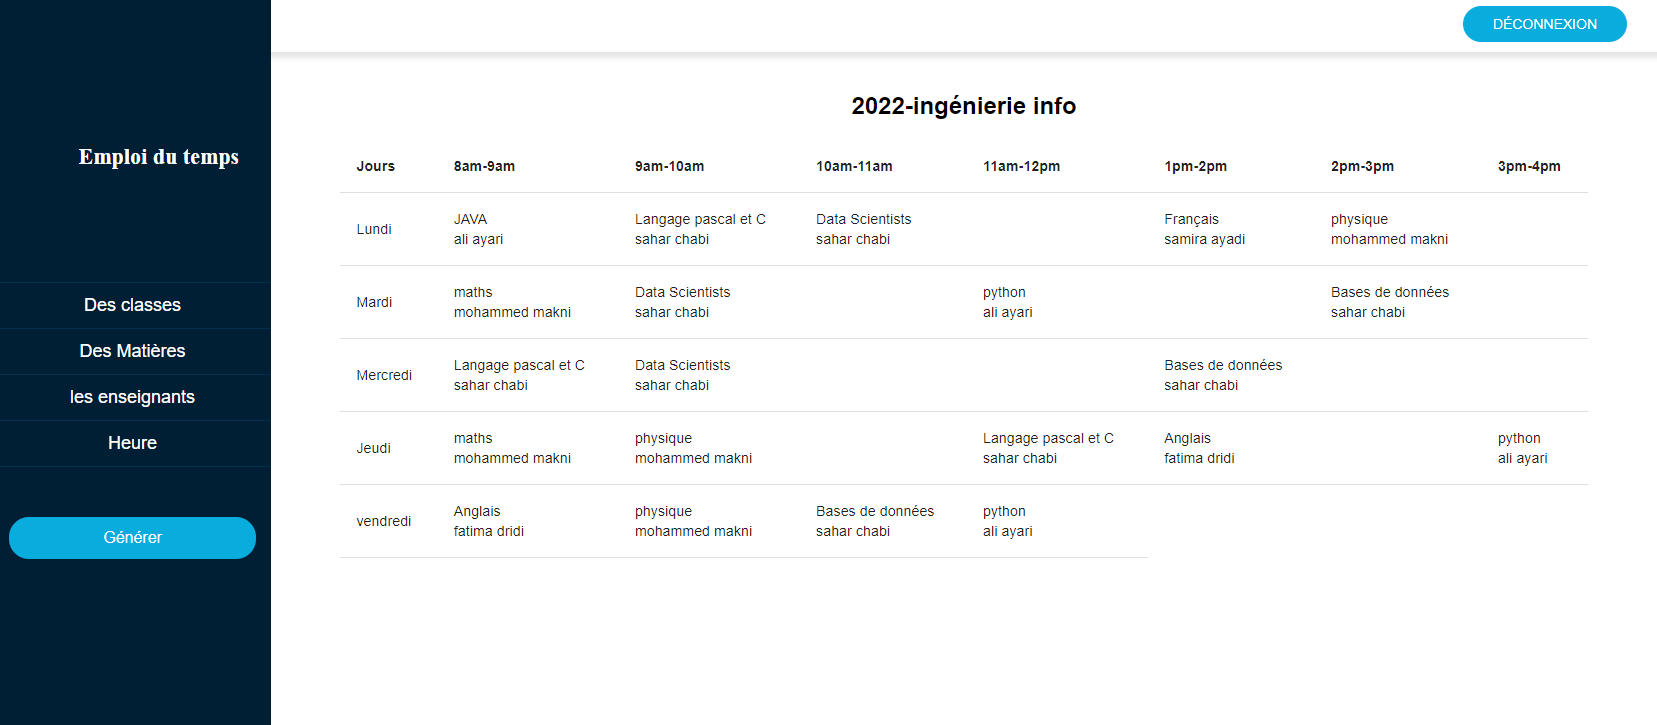 DÉCONNEXION
Emploi du temps
Des classes
Des Matières
les enseignants
Heure
Générer
2022-ingénierie info
Jours 8am-9am 9am-10am 10am-11am 11am-12pm 1pm-2pm 2pm-3pm 3pm-4pm
Lundi
JAVA Langage pascal et C Data Scientists Français physique
ali ayari sahar chabi sahar chabi samira ayadi mohammed makni
Mardi
maths Data Scientists python Bases de données
mohammed makni sahar chabi ali ayari sahar chabi
Mercredi
Langage pascal et C Data Scientists Bases de données
sahar chabi sahar chabi sahar chabi
Jeudi
maths physique Langage pascal et C Anglais python
mohammed makni mohammed makni sahar chabi fatima dridi ali ayari
vendredi
Anglais physique Bases de données python
fatima dridi mohammed makni sahar chabi ali ayari